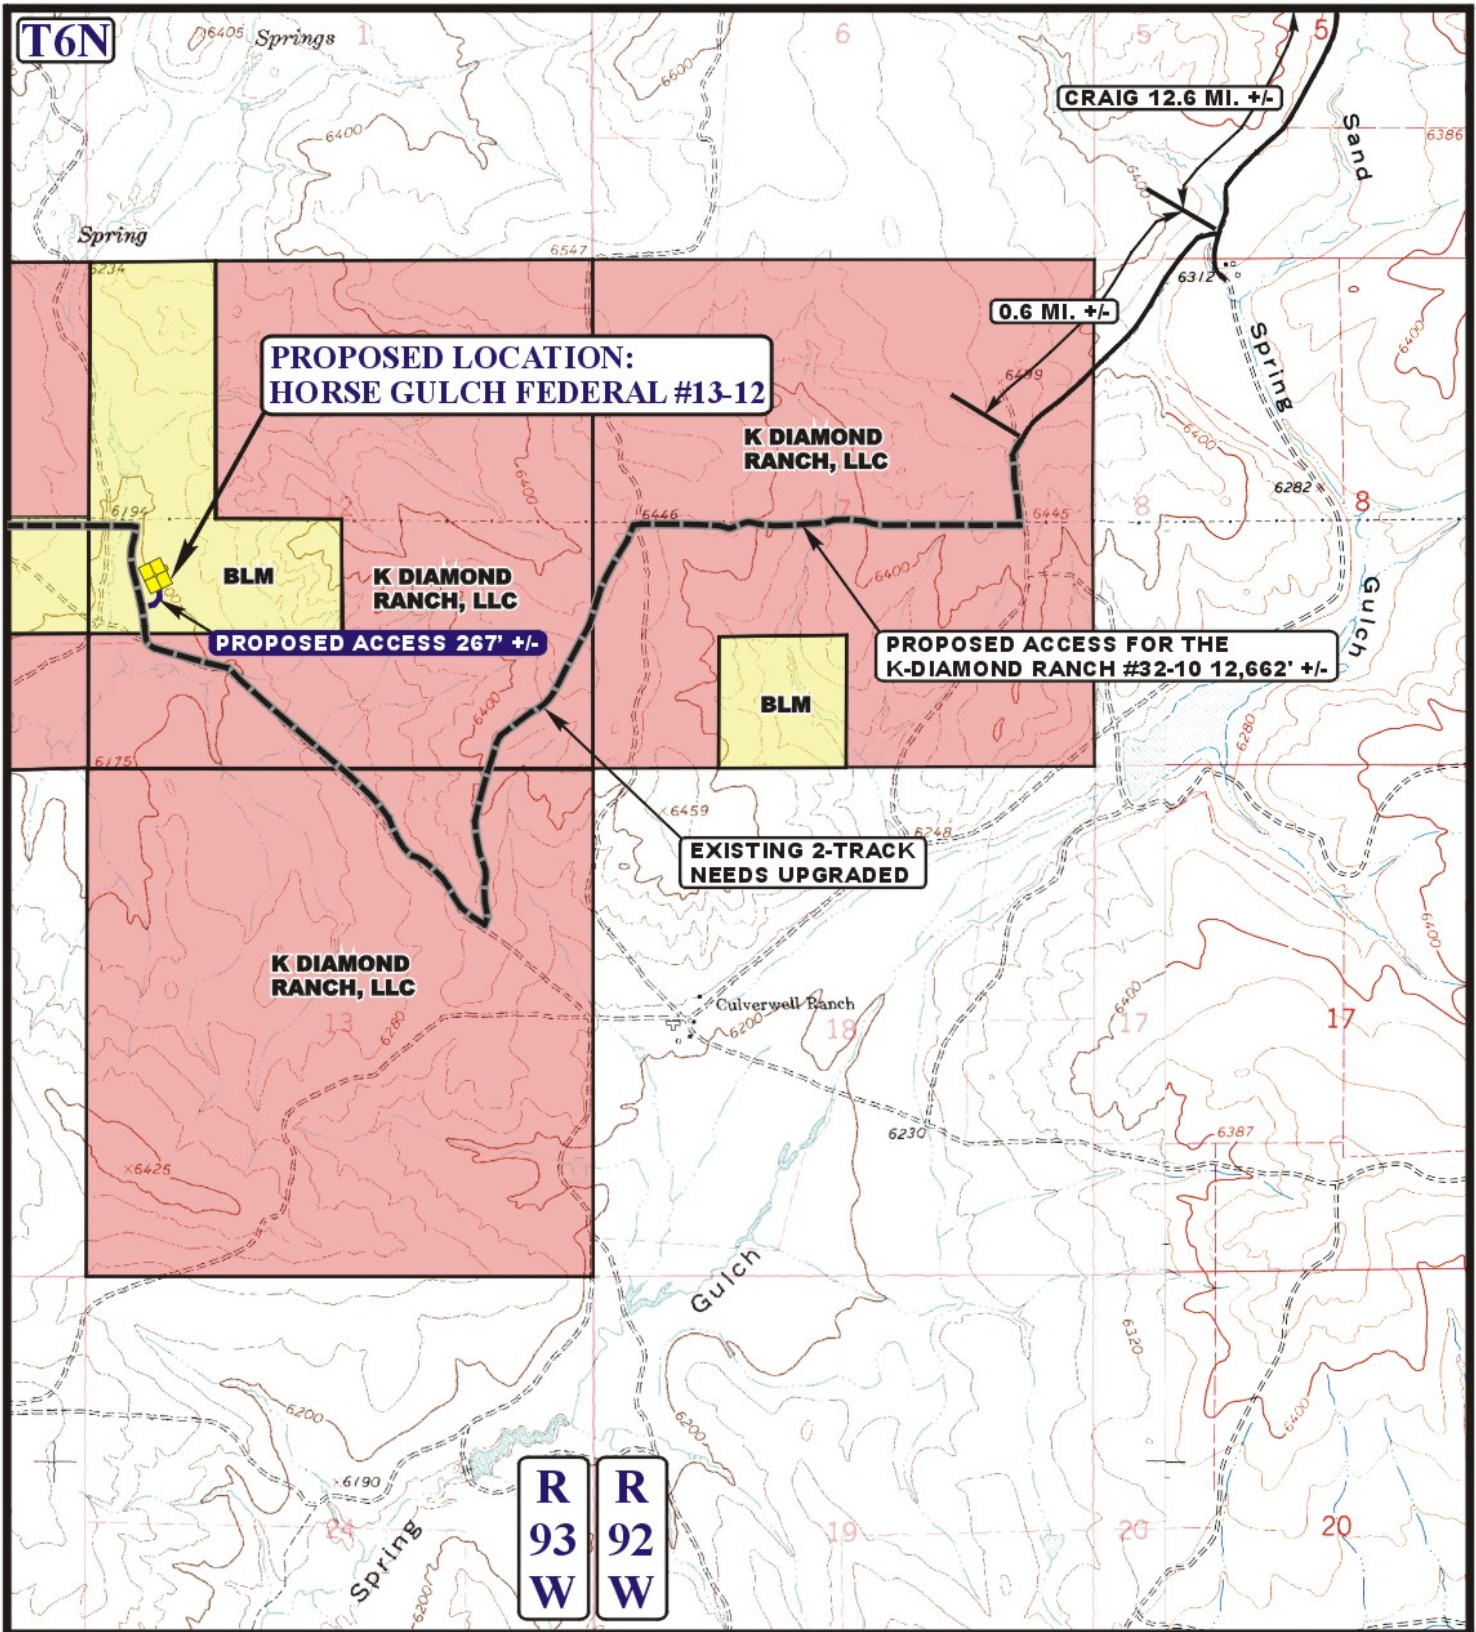 T6N
6405
Springs
1
6
5
5
6600
CRAIG 12.6 MI. +/-
6400
6386
Sand
6400
Spring
6547
6234
6312
0.6 MI. +/-
PROPOSED LOCATION:
HORSE GULCH FEDERAL #13-12
6499
6400
Spring
K DIAMOND
RANCH, LLC
6400
6400
6282
6194
12
6446
7
6445
8
8
BLM
K DIAMOND
RANCH, LLC
6400
Gulch
PROPOSED ACCESS 267' +/-
PROPOSED ACCESS FOR THE
K-DIAMOND RANCH #32-10 12,662' +/-
BLM
6400
6280
6175
6459
6248
EXISTING 2-TRACK
NEEDS UPGRADED
6400
K DIAMOND
RANCH, LLC
Culverwell Ranch
6400
13
6280
6200
18
17
17
6230
6387
6425
Gulch
6320
6200
6200
6400
6190
R
93
W
R
92
W
24
19
20
20
Spring
6200